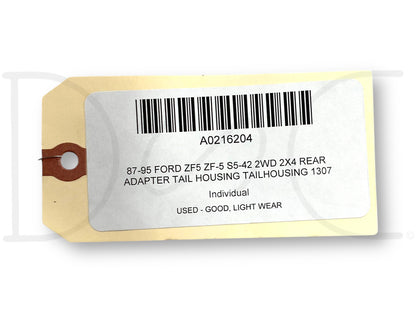 A0216204
87-95 FORD ZF5 ZF-5 S5-42 2WD 2X4 REAR
ADAPTER TAIL HOUSING TAILHOUSING 1307
Individual
USED - GOOD, LIGHT WEAR